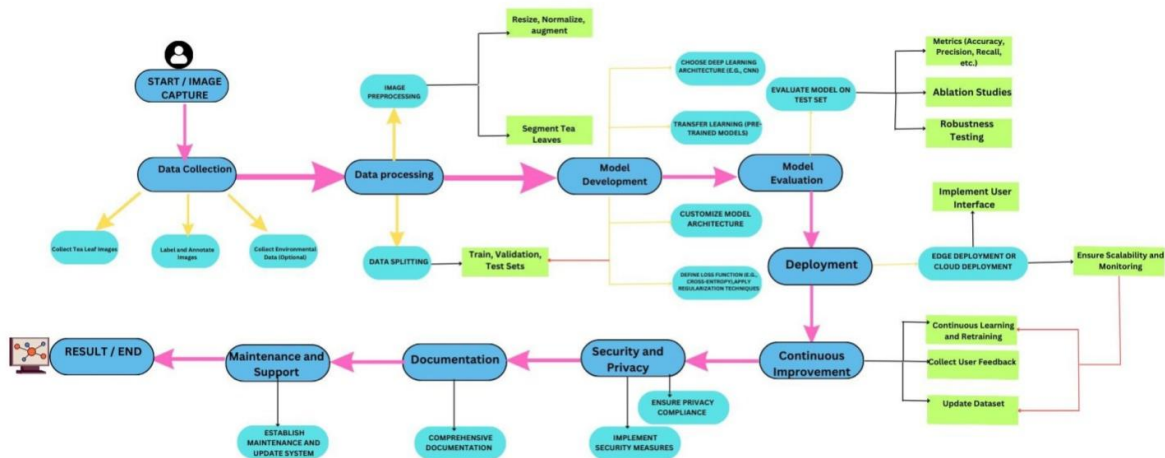 START / IMAGE
CAPTURE
Data Collection
Collect Tea Leaf Images
Label and Annotate
Images
Collect Environmental
Data (Optional)
Data processing
IMAGE
PREPROCESSING
Resize, Normalize,
augment
Segment Tea
Leaves
DATA SPLITTING
Train, Validation,
Test Sets
Model
Development
CHOOSE DEEP LEARNING
ARCHITECTURE (E.G., CNN)
TRANSFER LEARNING (PRE-
TRAINED MODELS)
CUSTOMIZE MODEL
ARCHITECTURE
DEFINE LOSS FUNCTION (E.G.,
CROSS-ENTROPY)APPLY
REGULARIZATION TECHNIQUES
Model
Evaluation
EVALUATE MODEL ON
TEST SET
Metrics (Accuracy,
Precision, Recall,
etc.)
Ablation Studies
Robustness
Testing
Deployment
EDGE DEPLOYMENT OR
CLOUD DEPLOYMENT
Implement User
Interface
Ensure Scalability and
Monitoring
Continuous
Improvement
Continuous Learning
and Retraining
Collect User Feedback
Update Dataset
Security and
Privacy
ENSURE PRIVACY
COMPLIANCE
IMPLEMENT
SECURITY MEASURES
Documentation
COMPREHENSIVE
DOCUMENTATION
Maintenance and
Support
ESTABLISH
MAINTENANCE AND
UPDATE SYSTEM
RESULT / END